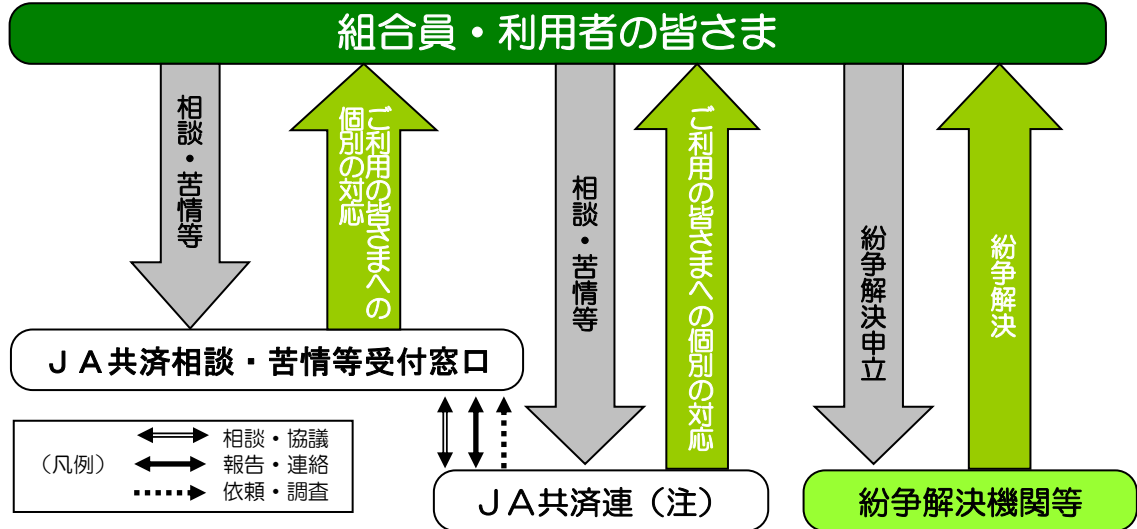 組合員・利用者の皆さま
相談・苦情等
ご利用の皆さまへの
個別の対応
相談・苦情等
ご利用の皆さまへの個別の対応
紛争解決申立
紛争解決
ＪＡ共済相談・苦情等受付窓口
（凡例）
相談・協議
報告・連絡
依頼・調査
ＪＡ共済連（注）
紛争解決機関等